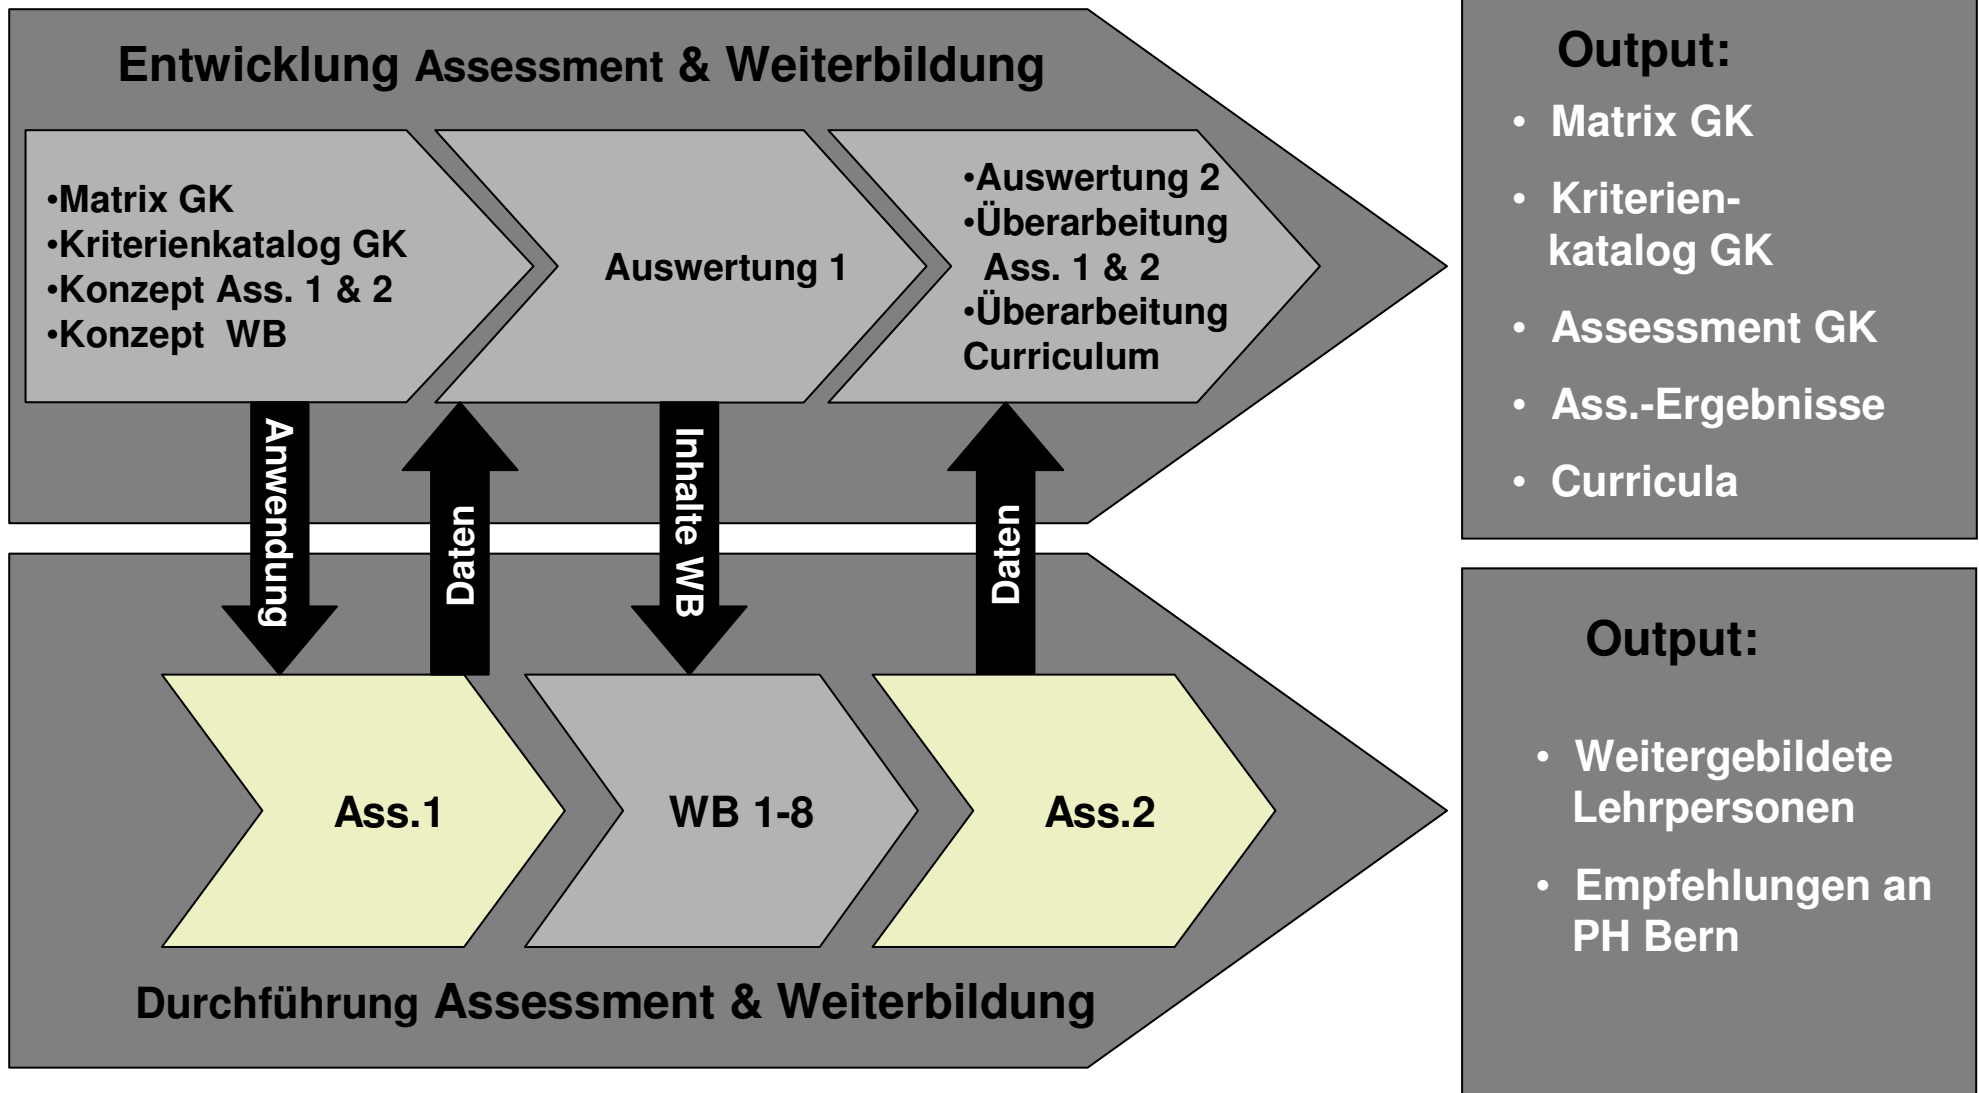 Entwicklung Assessment & Weiterbildung
•Matrix GK
•Kriterienkatalog GK
•Konzept Ass. 1 & 2
•Konzept WB
Auswertung 1
•Auswertung 2
•Überarbeitung
Ass. 1 & 2
•Überarbeitung
Curriculum
Anwendung
Daten
Inhalte WB
Daten
Ass.1
WB 1-8
Ass.2
Durchführung Assessment & Weiterbildung
Output:
• Matrix GK
• Kriterien-
katalog GK
• Assessment GK
• Ass.-Ergebnisse
• Curricula
Output:
• Weitergebildete
Lehrpersonen
• Empfehlungen an
PH Bern